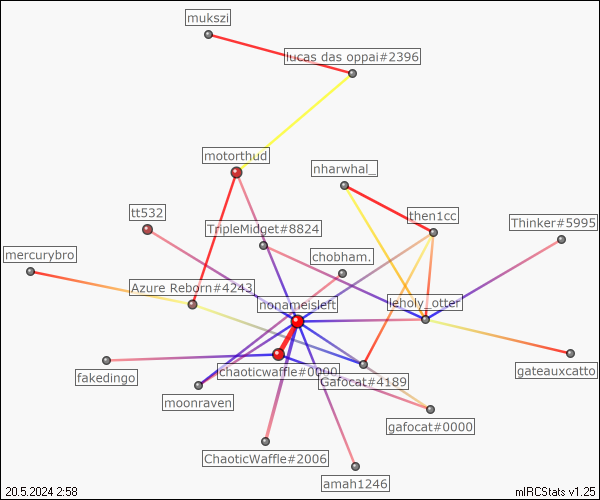 mukszi
lucas das oppai#2396
motorthud
nharwhal_
tt532
then1cc
TripleMidget#8824
Thinker#5995
mercurybro
chobham.
Azure Reborn#4243
nonameisleft
leholy_otter
chaoticwaffle#0000
fakedingo
Gafocat#4189
gateauxcatto
moonraven
gafocat#0000
ChaoticWaffle#2006
amah1246
20.5.2024 2:58
mIRCStats v1.25